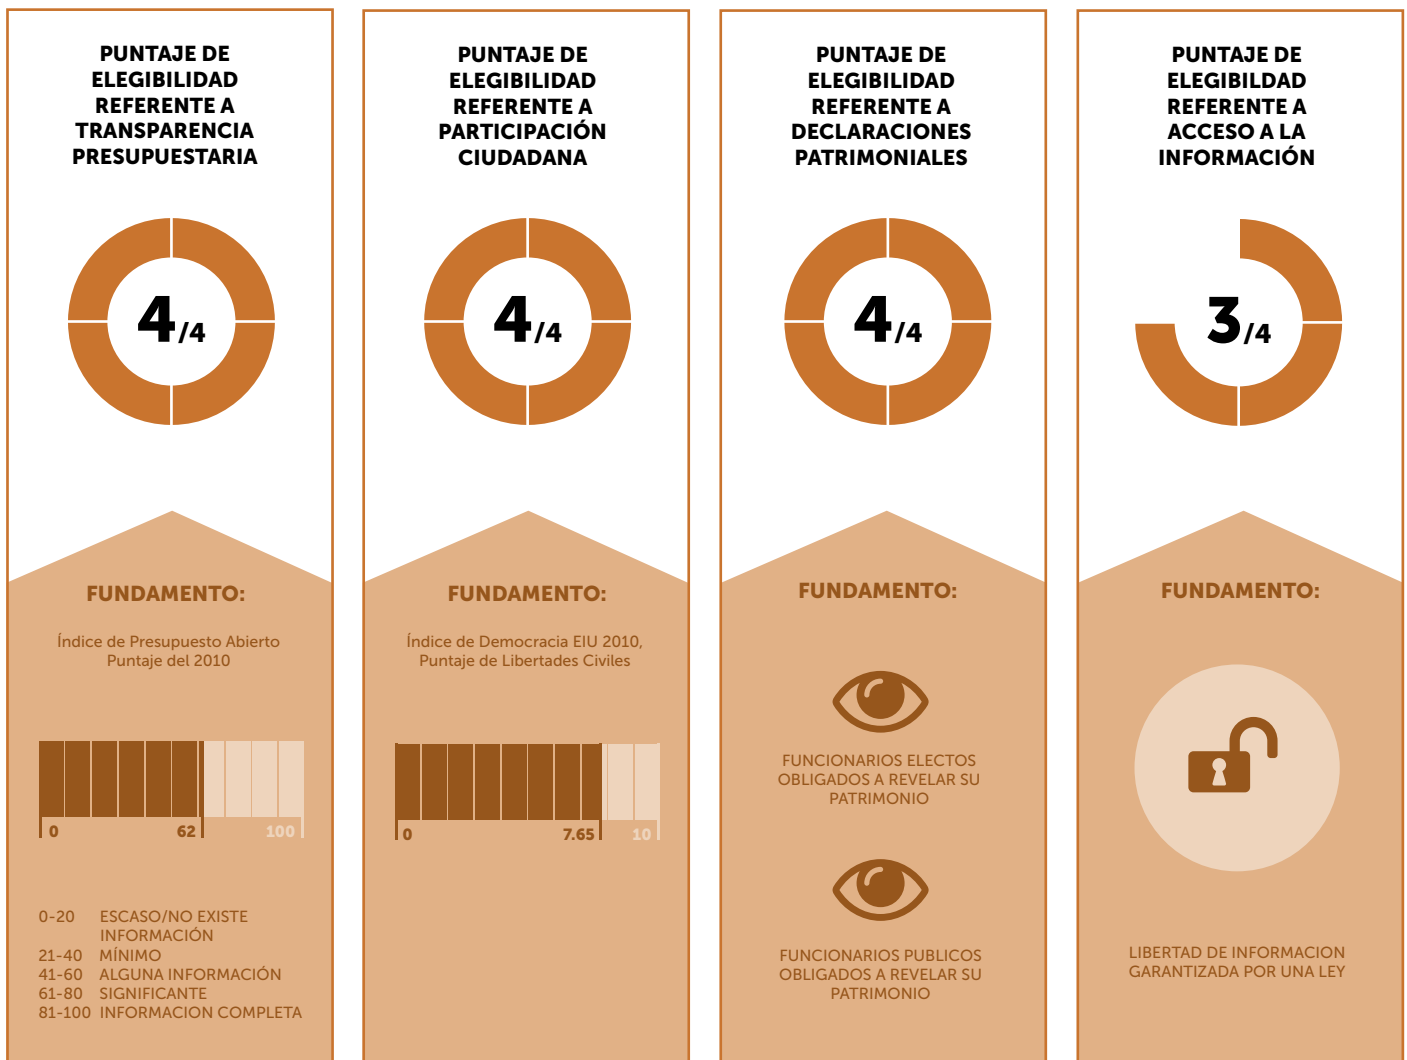 PUNTAJE DE
ELEGIBILIDAD
REFERENTE A
TRANSPARENCIA
PRESUPUESTARIA
4/4
FUNDAMENTO:
Índice de Presupuesto Abierto
Puntaje del 2010
0 62 100
0-20 ESCASO/NO EXISTE
INFORMACIÓN
21-40 MÍNIMO
41-60 ALGUNA INFORMACIÓN
61-80 SIGNIFICANTE
81-100 INFORMACION COMPLETA
PUNTAJE DE
ELEGIBILIDAD
REFERENTE A
PARTICIPACIÓN
CIUDADANA
4/4
FUNDAMENTO:
Índice de Democracia EIU 2010,
Puntaje de Libertades Civiles
0 7.65 10
PUNTAJE DE
ELEGIBILIDAD
REFERENTE A
DECLARACIONES
PATRIMONIALES
4/4
FUNDAMENTO:
FUNCIONARIOS ELECTOS
OBLIGADOS A REVELAR SU
PATRIMONIO
FUNCIONARIOS PUBLICOS
OBLIGADOS A REVELAR SU
PATRIMONIO
PUNTAJE DE
ELEGIBILDAD
REFERENTE A
ACCESO A LA
INFORMACIÓN
3/4
FUNDAMENTO:
LIBERTAD DE INFORMACION
GARANTIZADA POR UNA LEY